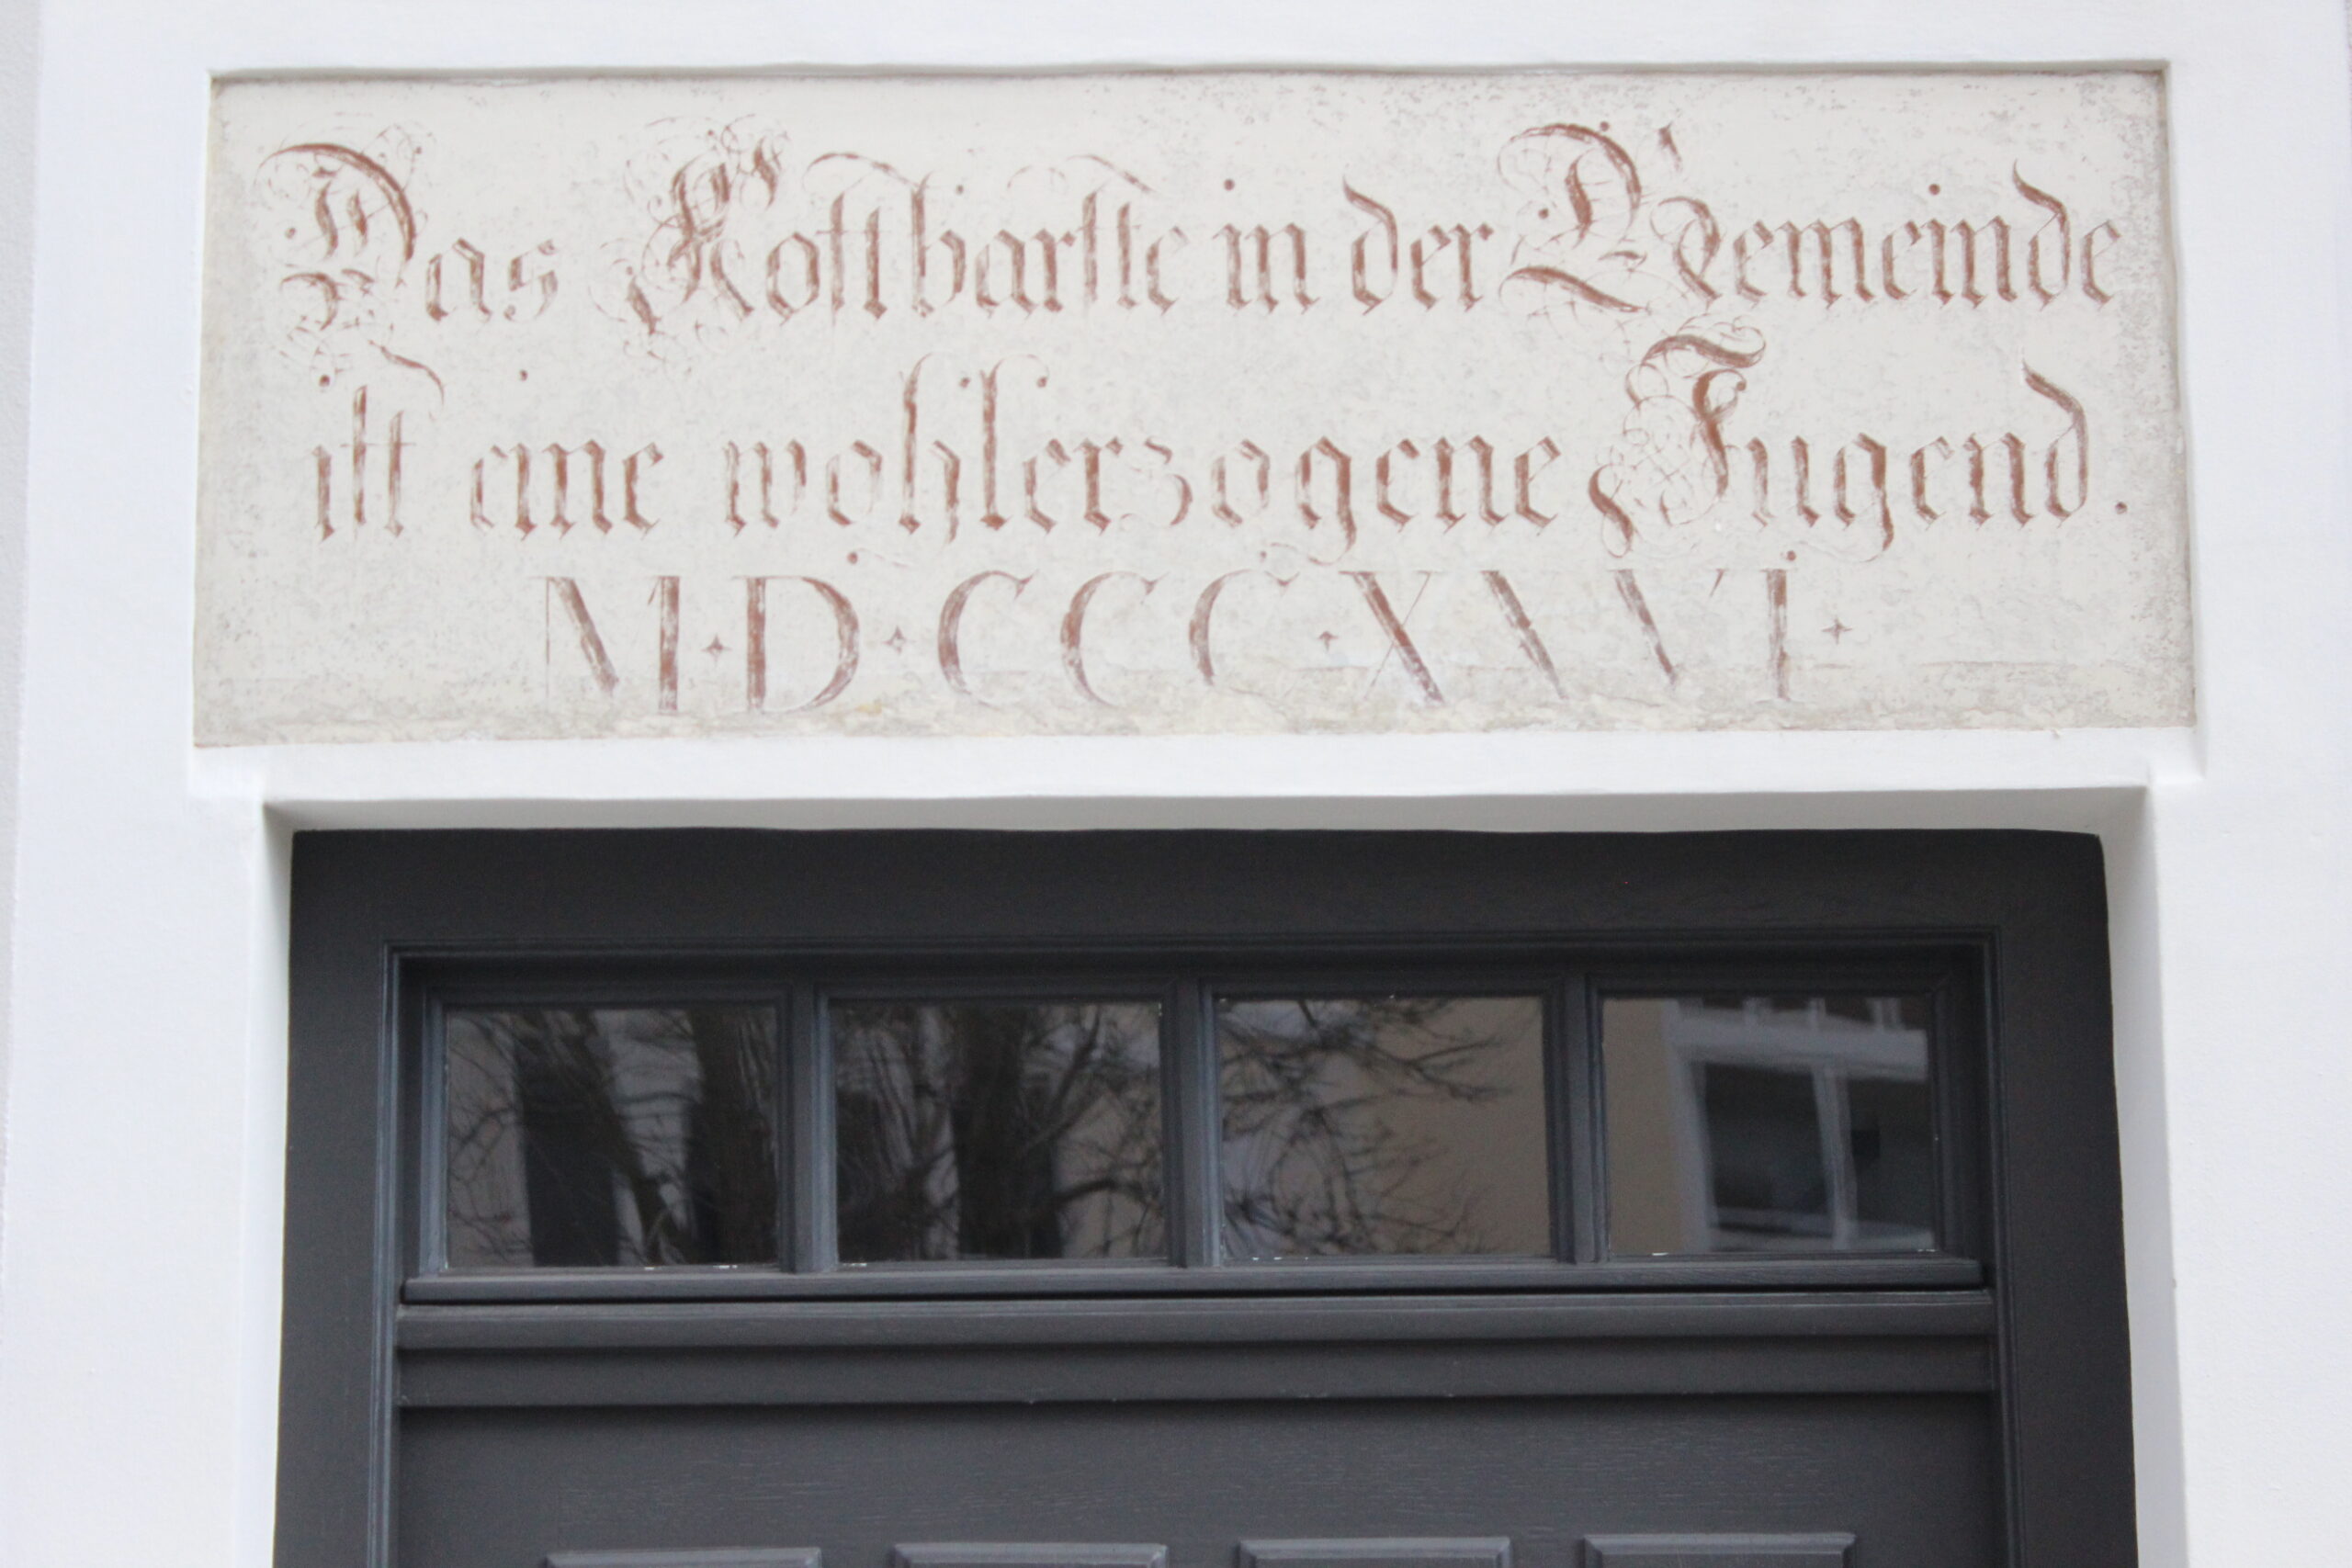 Das Koſtbarſte in der Gemeinde
iſt eine wohlerzogene Jugend.
M·D·CCC·XXVI·